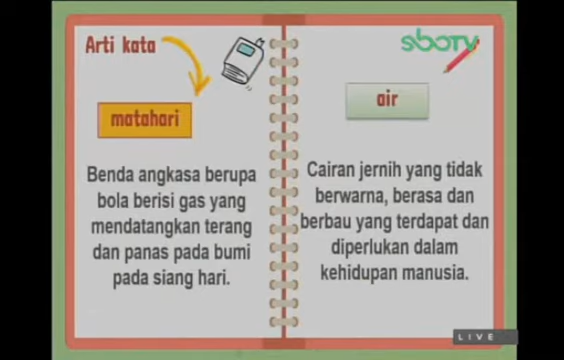 Arti kata
matahari
Benda angkasa berupa
bola berisi gas yang
mendatangkan terang
dan panas pada bumi
pada siang hari.
sboTV
air
Cairan jernih yang tidak
berwarna, berasa dan
berbau yang terdapat dan
diperlukan dalam
kehidupan manusia.
LIVE